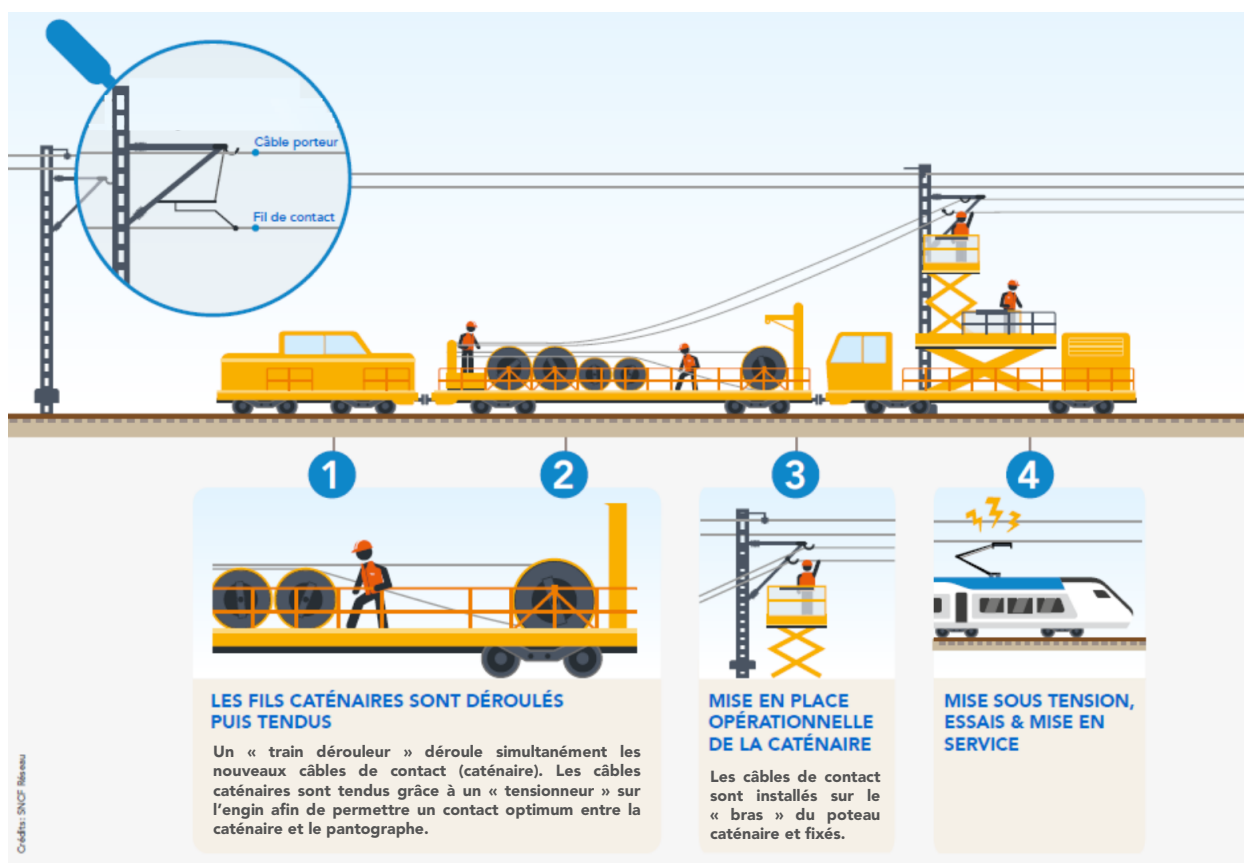 Câble porteur
Fil de contact
1
2
3
4
LES FILS CATÉNAIRES SONT DÉROULÉS
PUIS TENDUS
Un « train dérouleur » déroule simultanément les
nouveaux câbles de contact (caténaire). Les câbles
caténaires sont tendus grâce à un « tensionneur » sur
l’engin afin de permettre un contact optimum entre la
caténaire et le pantographe.
MISE EN PLACE
OPÉRATIONNELLE
DE LA CATÉNAIRE
Les câbles de contact
sont installés sur le
« bras » du poteau
caténaire et fixés.
MISE SOUS TENSION,
ESSAIS & MISE EN
SERVICE
Crédits: SNCF Réseau